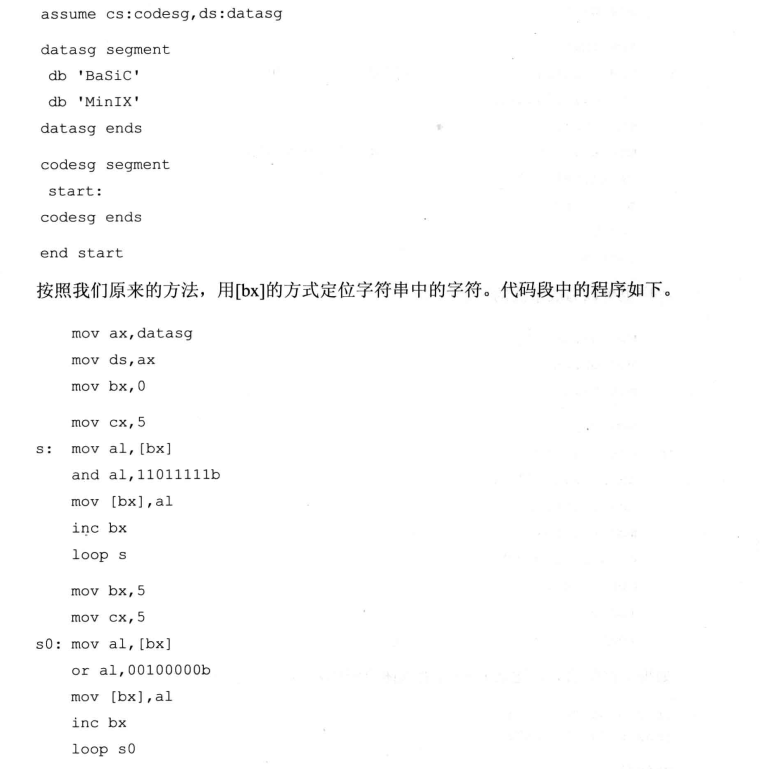 assume cs:codesg,ds:datasg
datasg segment
db 'BaSiC'
db 'MinIX'
datasg ends
codesg segment
start:
codesg ends
end start
按照我们原来的方法，用[bx]的方式定位字符串中的字符。代码段中的程序如下。
mov ax,datasg
mov ds,ax
mov bx,0
mov cx,5
s: mov al,[bx]
and al,11011111b
mov [bx],al
inc bx
loop s
mov bx,5
mov cx,5
s0: mov al,[bx]
or al,00100000b
mov [bx],al
inc bx
loop s0